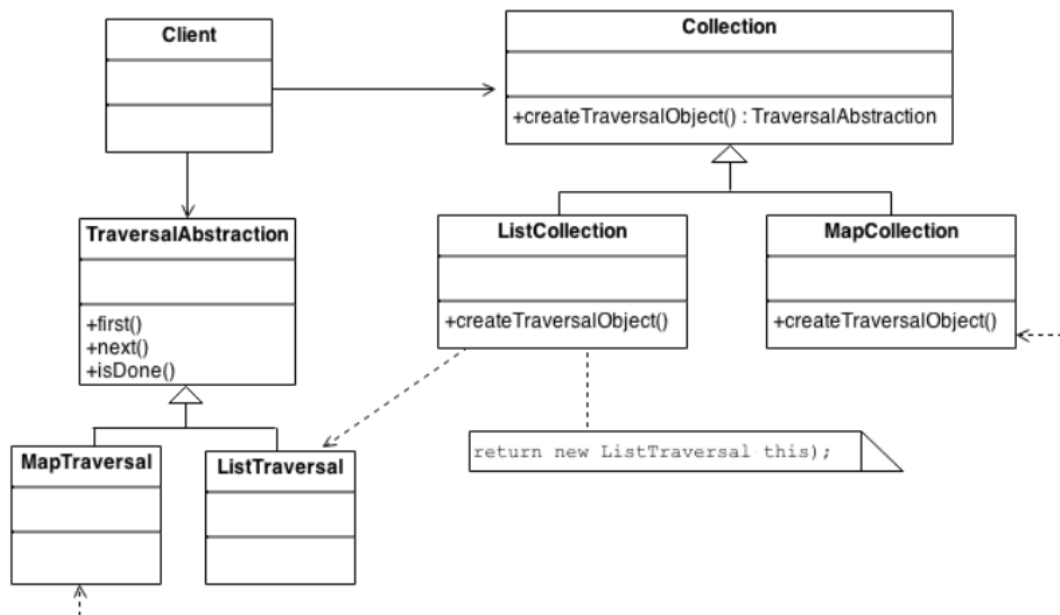 Client
Collection
+createTraversalObject() : TraversalAbstraction
TraversalAbstraction
+first()
+next()
+isDone()
ListCollection
+createTraversalObject()
MapCollection
+createTraversalObject()
return new ListTraversal this);
MapTraversal
ListTraversal